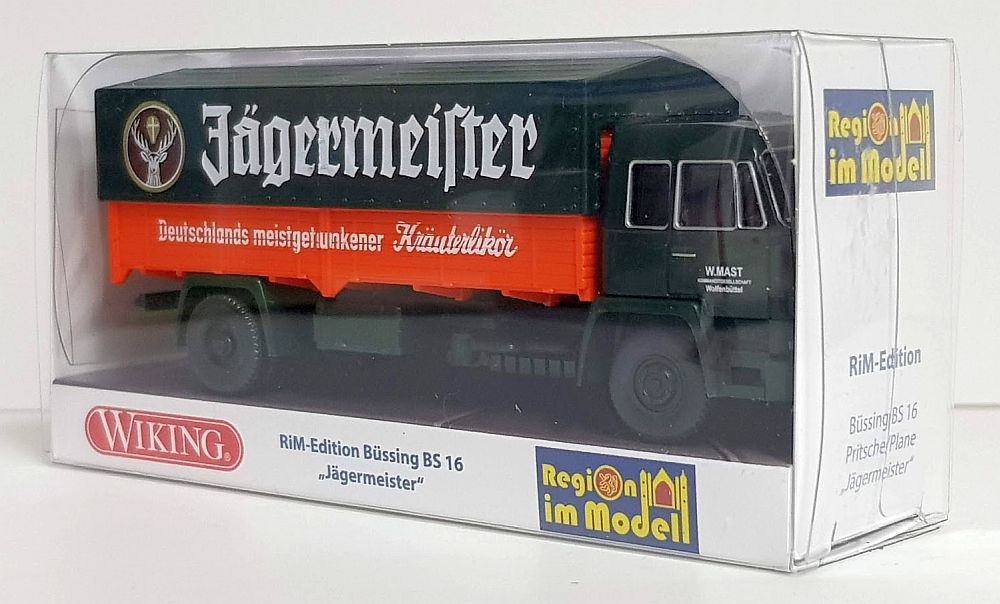 Jägermeiſter
Deutschlands meistgetrunkener Kräuterlikör
W.MAST
KOMMANDITGESELLSCHAFT
Wolfenbüttel
Region
im Modell
RiM-Edition
Büssing BS 16
Pritsche/Plane
„Jägermeister“
WIKING®
RiM-Edition Büssing BS 16
„Jägermeister“
Region
im Modell